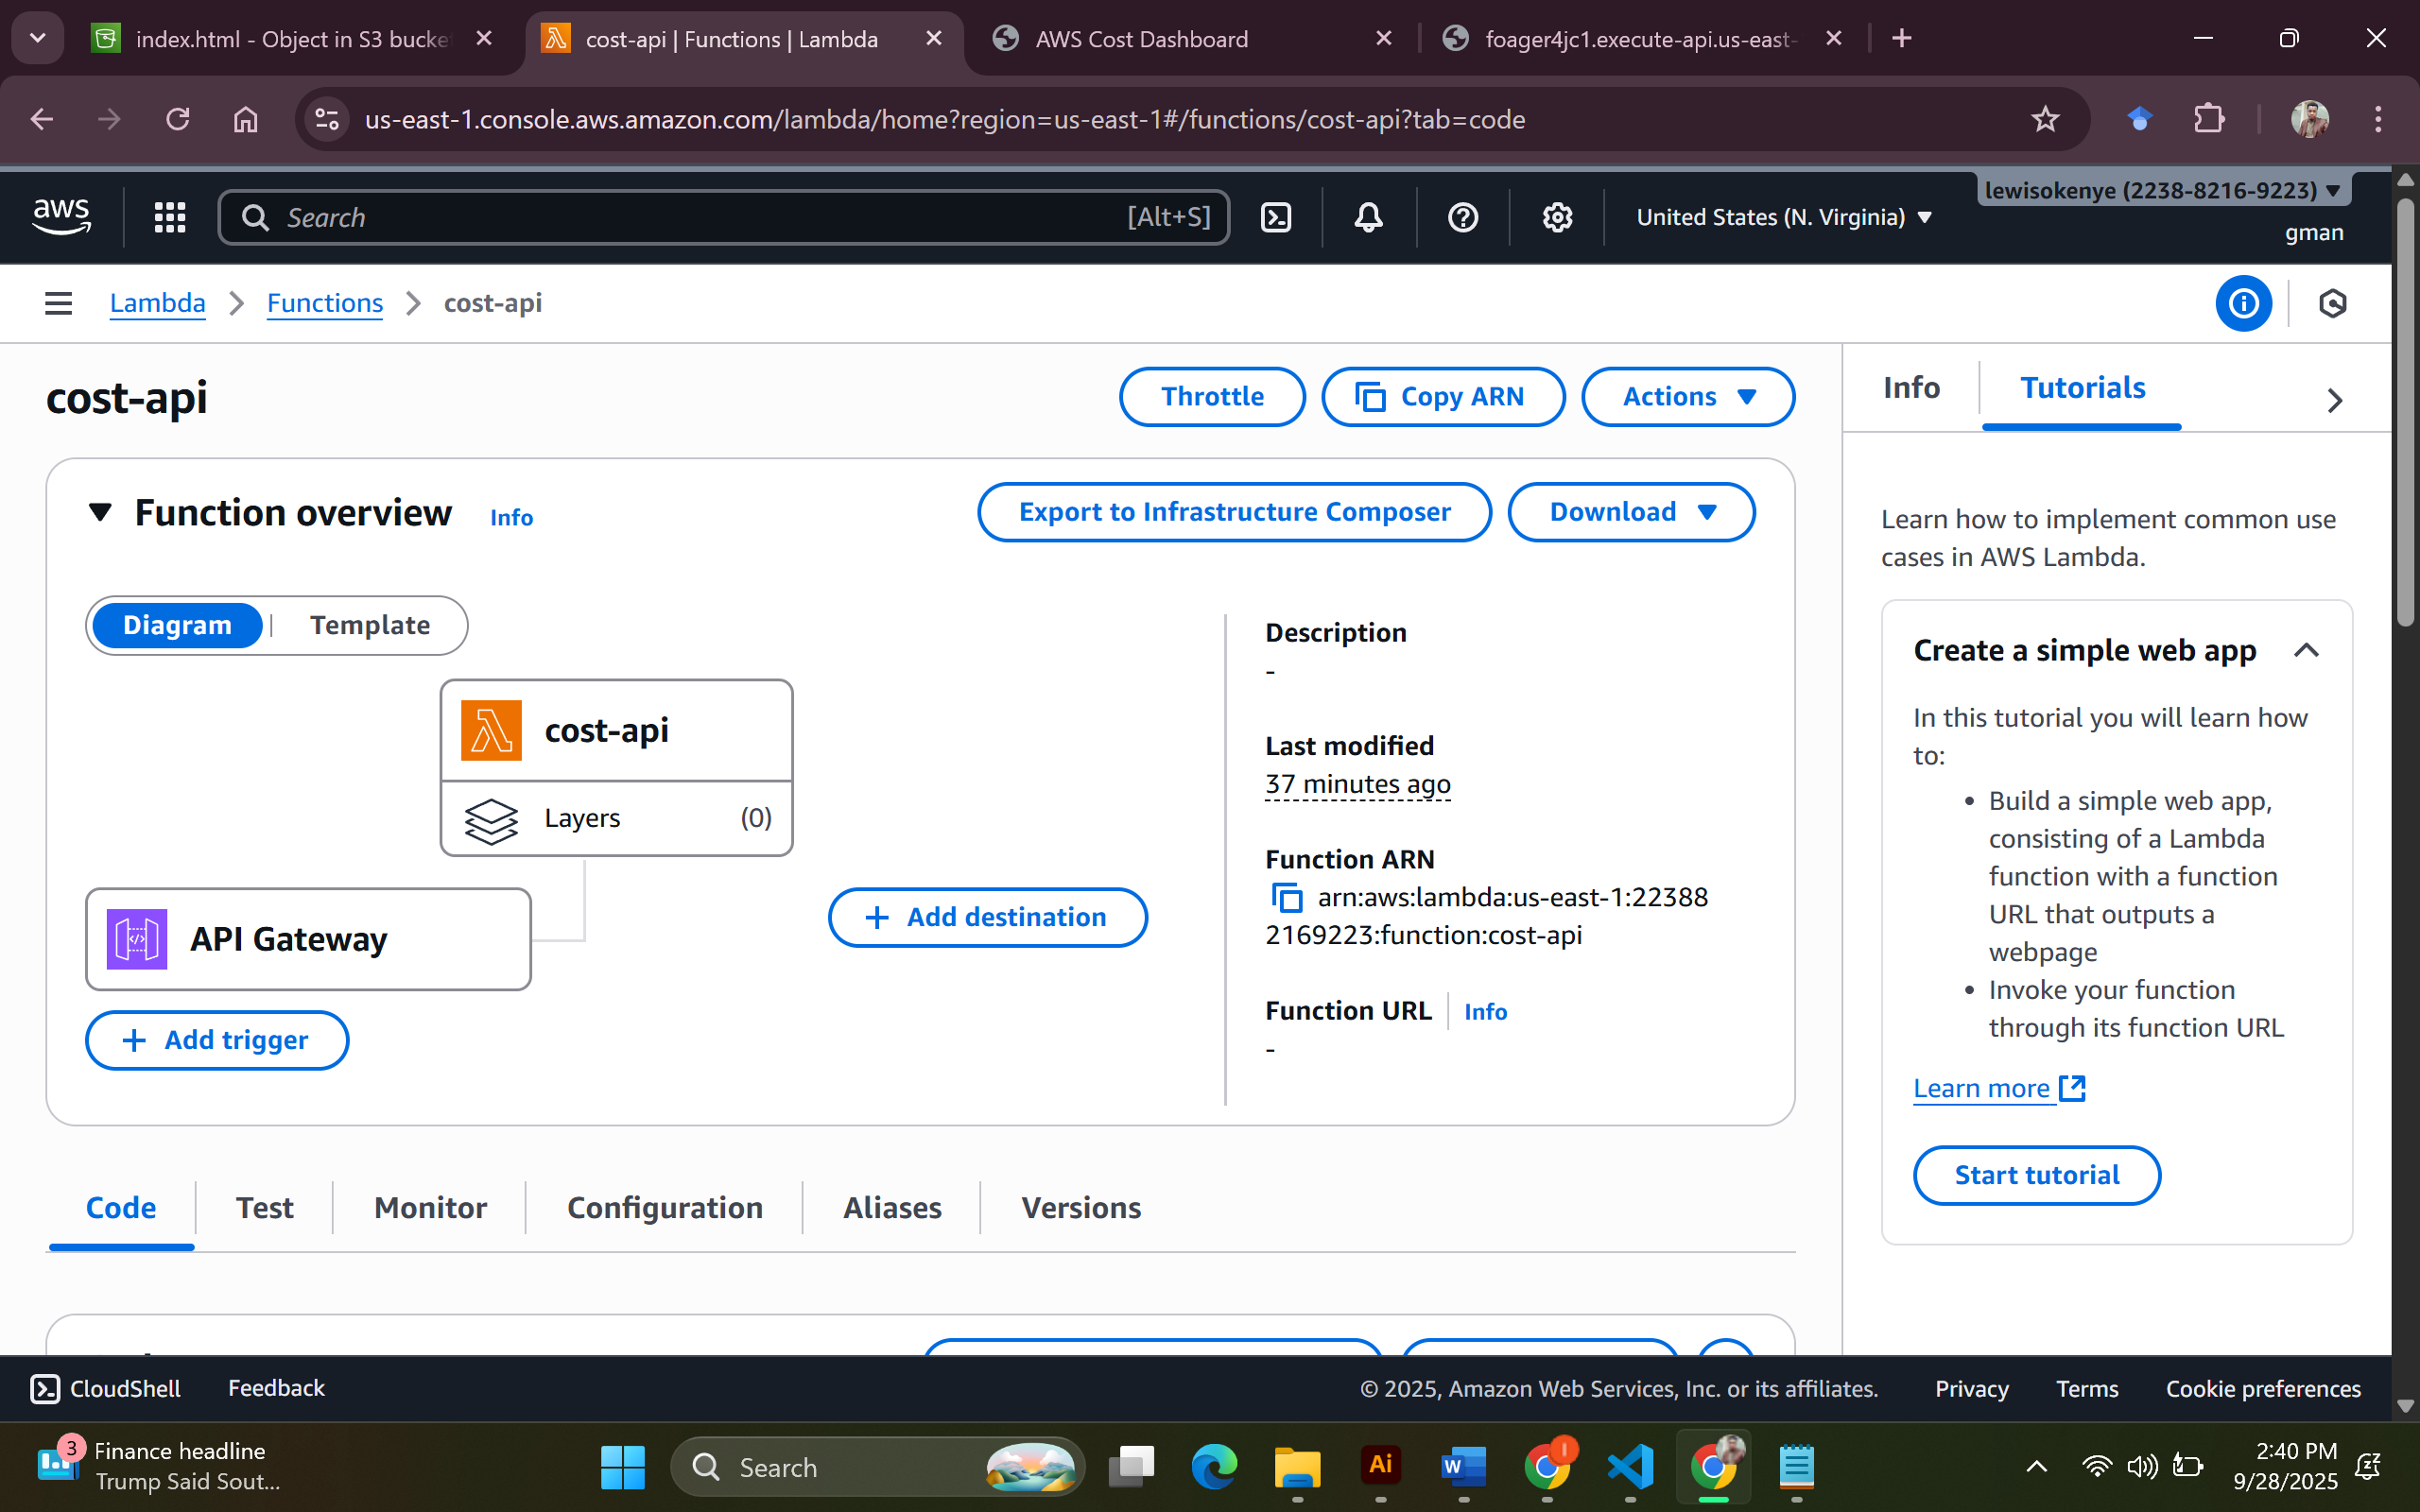 index.html - Object in S3 bucke
cost-api | Functions | Lambda
AWS Cost Dashboard
foager4jc1.execute-api.us-east-
us-east-1.console.aws.amazon.com/lambda/home?region=us-east-1#/functions/cost-api?tab=code
aws
Search
[Alt+S]
United States (N. Virginia)
lewisokenye (2238-8216-9223)
gman
Lambda
Functions
cost-api
cost-api
Throttle
Copy ARN
Actions
Info
Tutorials
Function overview
Info
Export to Infrastructure Composer
Download
Diagram
Template
cost-api
Layers
(0)
API Gateway
+ Add trigger
+ Add destination
Description
-
Last modified
37 minutes ago
Function ARN
arn:aws:lambda:us-east-1:22388
2169223:function:cost-api
Function URL
Info
-
Learn how to implement common use
cases in AWS Lambda.
Create a simple web app
In this tutorial you will learn how
to:
• Build a simple web app,
consisting of a Lambda
function with a function
URL that outputs a
webpage
• Invoke your function
through its function URL
Learn more
Start tutorial
Code
Test
Monitor
Configuration
Aliases
Versions
CloudShell
Feedback
© 2025, Amazon Web Services, Inc. or its affiliates.
Privacy
Terms
Cookie preferences
3
Finance headline
Trump Said Sout...
Search
Ai
W
2:40 PM
9/28/2025